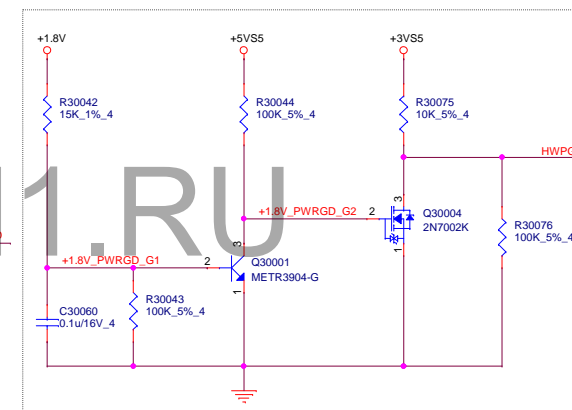 +1.8V
+5VS5
+3VS5
R30042
15K_1%_4
R30044
100K_5%_4
R30075
10K_5%_4
HWPG
1.RU
+1.8V_PWRGD_G2
2
3
1
Q30004
2N7002K
R30076
100K_5%_4
+1.8V_PWRGD_G1
2
3
1
Q30001
METR3904-G
C30060
0.1u/16V_4
R30043
100K_5%_4